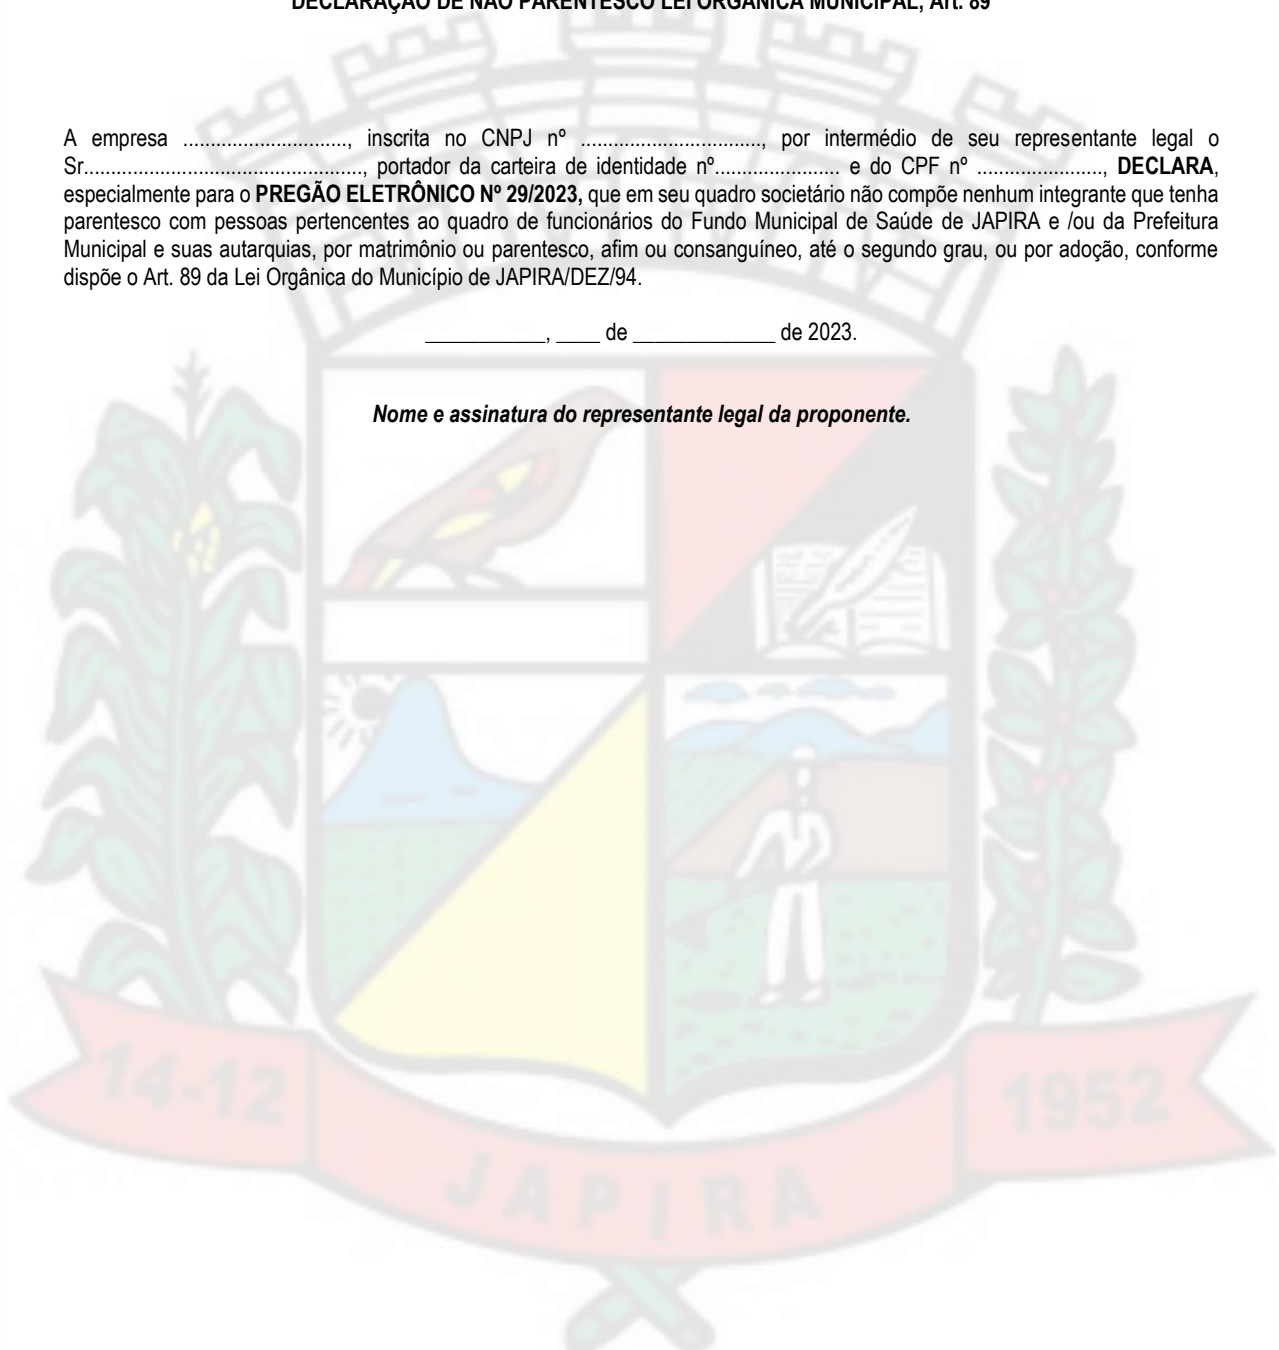 DECLARAÇÃO DE NÃO PARENTESCO LEI ORGÂNICA MUNICIPAL, Art. 89
A empresa .............................., inscrita no CNPJ nº ................................., por intermédio de seu representante legal o
Sr..................................................., portador da carteira de identidade nº....................... e do CPF nº ......................., DECLARA,
especialmente para o PREGÃO ELETRÔNICO Nº 29/2023, que em seu quadro societário não compõe nenhum integrante que tenha
parentesco com pessoas pertencentes ao quadro de funcionários do Fundo Municipal de Saúde de JAPIRA e /ou da Prefeitura
Municipal e suas autarquias, por matrimônio ou parentesco, afim ou consanguíneo, até o segundo grau, ou por adoção, conforme
dispõe o Art. 89 da Lei Orgânica do Município de JAPIRA/DEZ/94.
___________, ____ de _____________ de 2023.
Nome e assinatura do representante legal da proponente.
14-12
1952
JAPIRA